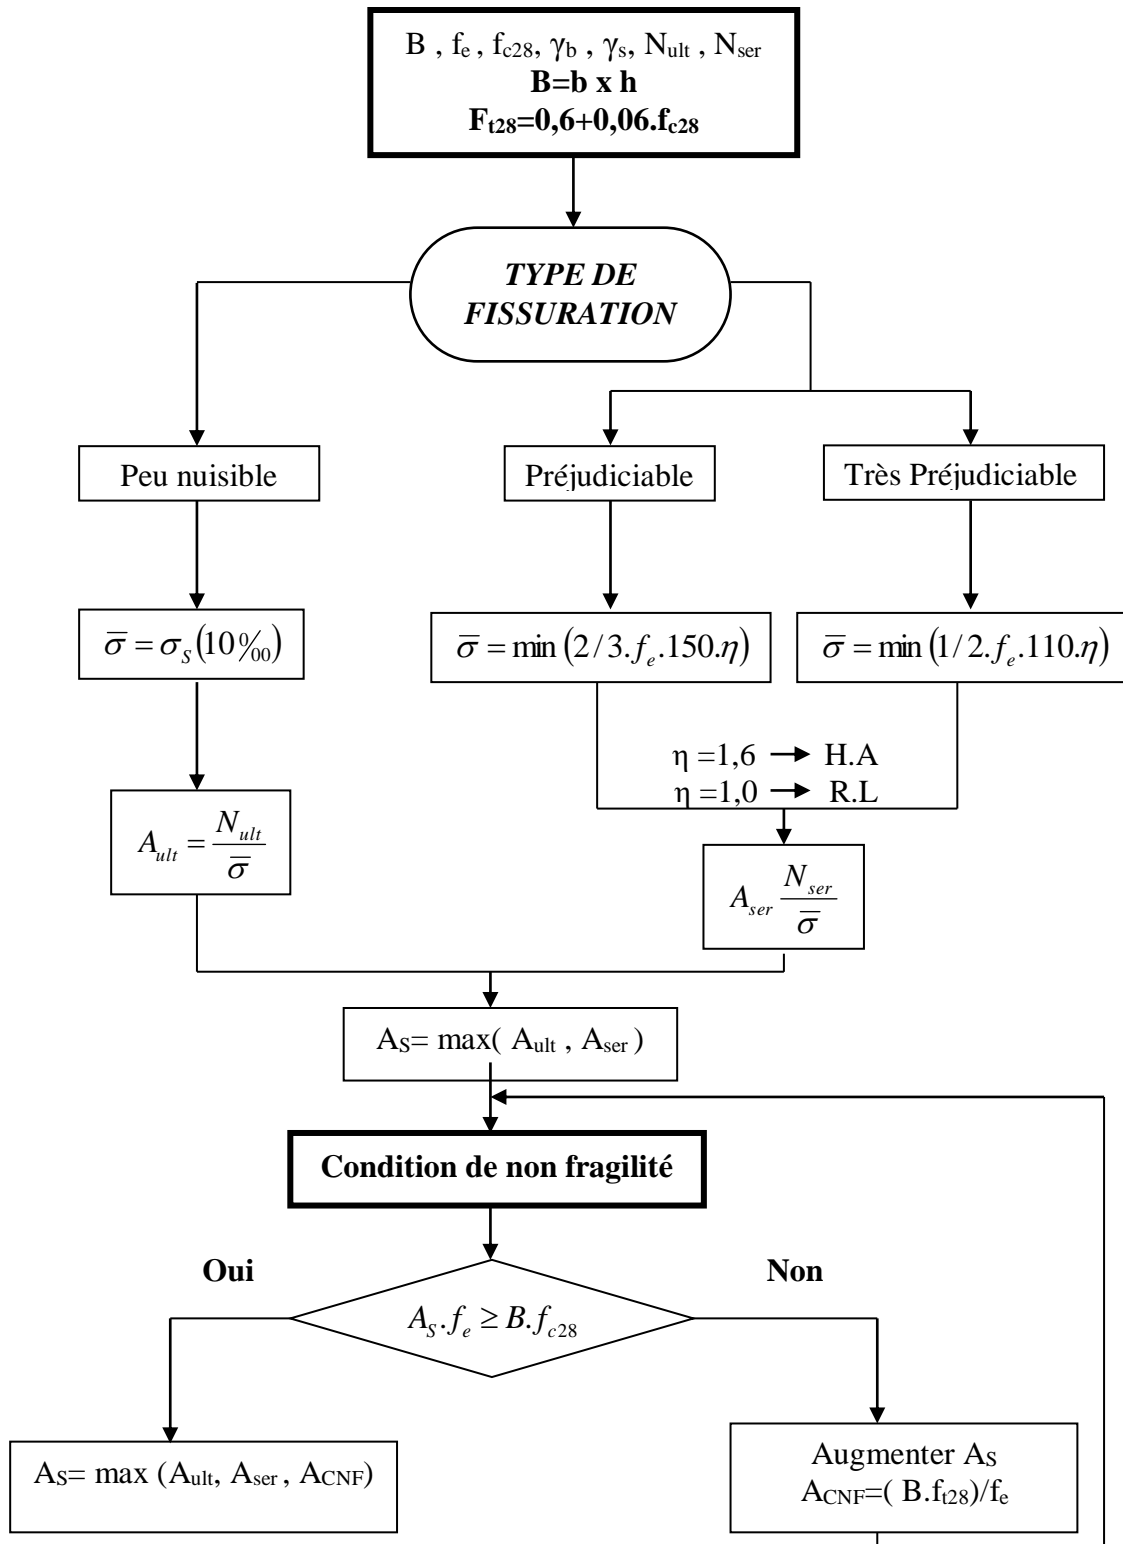 B , fe , fc28, γb , γs, Nult , Nser
B=b x h
Ft28=0,6+0,06.fc28
TYPE DE
FISSURATION
Peu nuisible
Préjudiciable
Très Préjudiciable
σ̅ = σS(10‰)
σ̅ = min (2/3.fe.150.η)
σ̅ = min (1/2.fe.110.η)
η =1,6 → H.A
η =1,0 → R.L
Ault = Nult / σ̅
Aser Nser / σ̅
AS= max( Ault , Aser )
Condition de non fragilité
Oui
Non
AS.fe ≥ B.fc28
AS= max (Ault, Aser , ACNF)
Augmenter AS
ACNF=( B.ft28)/fe